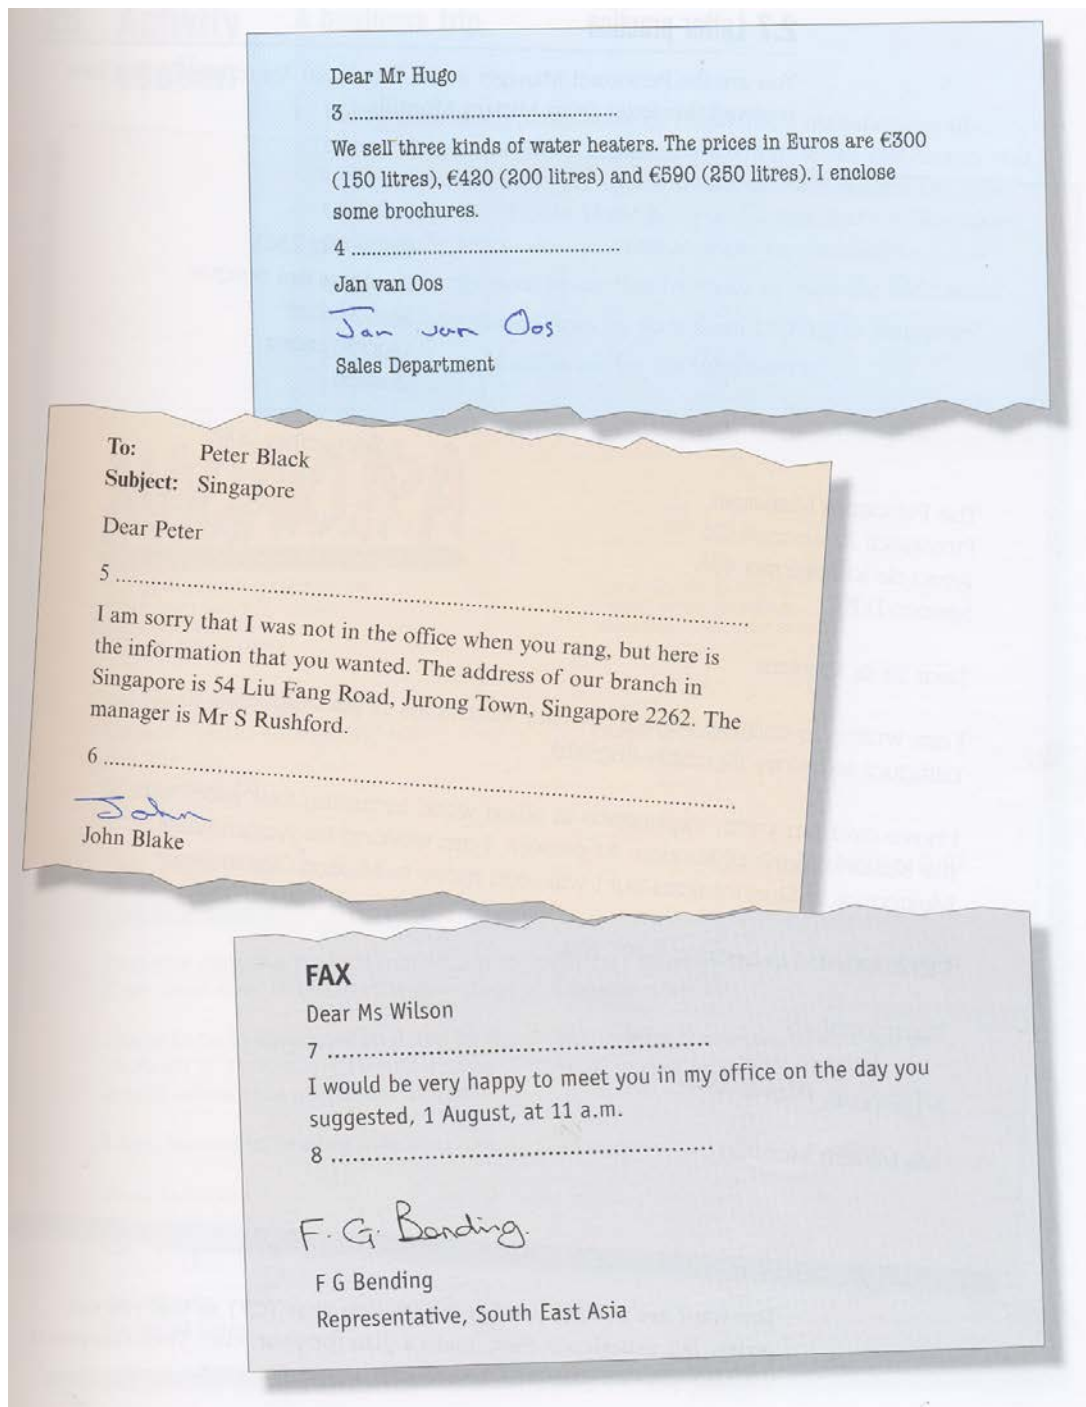 Dear Mr Hugo
3 ..................................................
We sell three kinds of water heaters. The prices in Euros are €300
(150 litres), €420 (200 litres) and €590 (250 litres). I enclose
some brochures.
4 ..................................................
Jan van Oos
Jan van Oos
Sales Department
To: Peter Black
Subject: Singapore
Dear Peter
5 ..................................................
I am sorry that I was not in the office when you rang, but here is
the information that you wanted. The address of our branch in
Singapore is 54 Liu Fang Road, Jurong Town, Singapore 2262. The
manager is Mr S Rushford.
6 ..................................................
John
John Blake
FAX
Dear Ms Wilson
7 ..................................................
I would be very happy to meet you in my office on the day you
suggested, 1 August, at 11 a.m.
8 ..................................................
F. G. Bending.
F G Bending
Representative, South East Asia